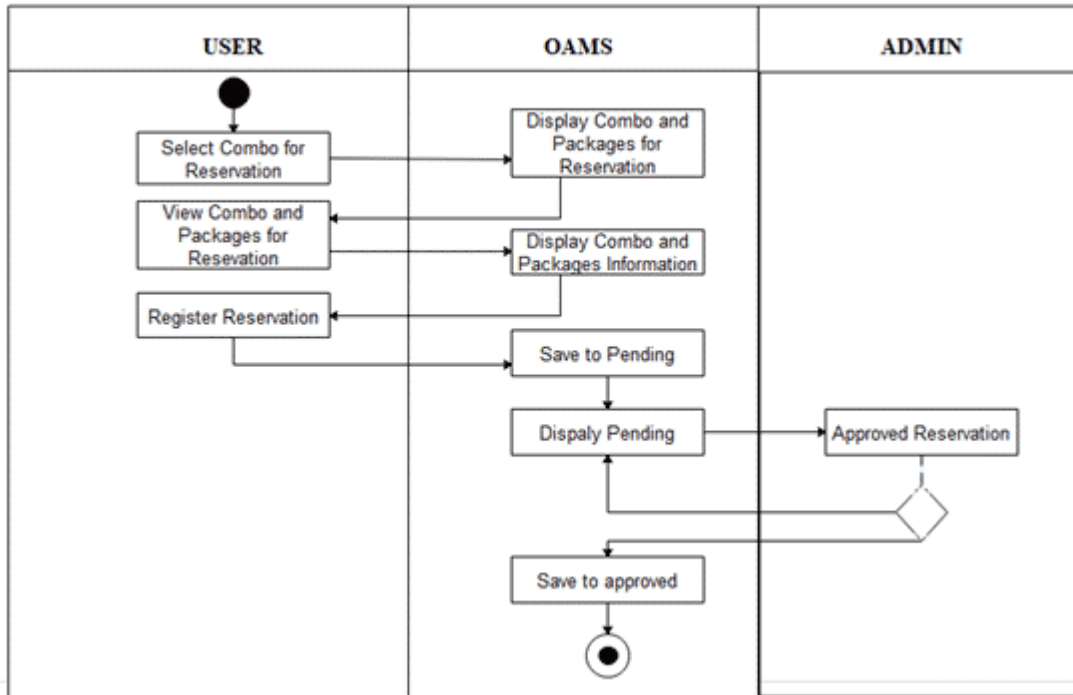 USER
OAMS
ADMIN
Select Combo for
Reservation
Display Combo and
Packages for
Reservation
View Combo and
Packages for
Resevation
Display Combo and
Packages Information
Register Reservation
Save to Pending
Dispaly Pending
Approved Reservation
Save to approved